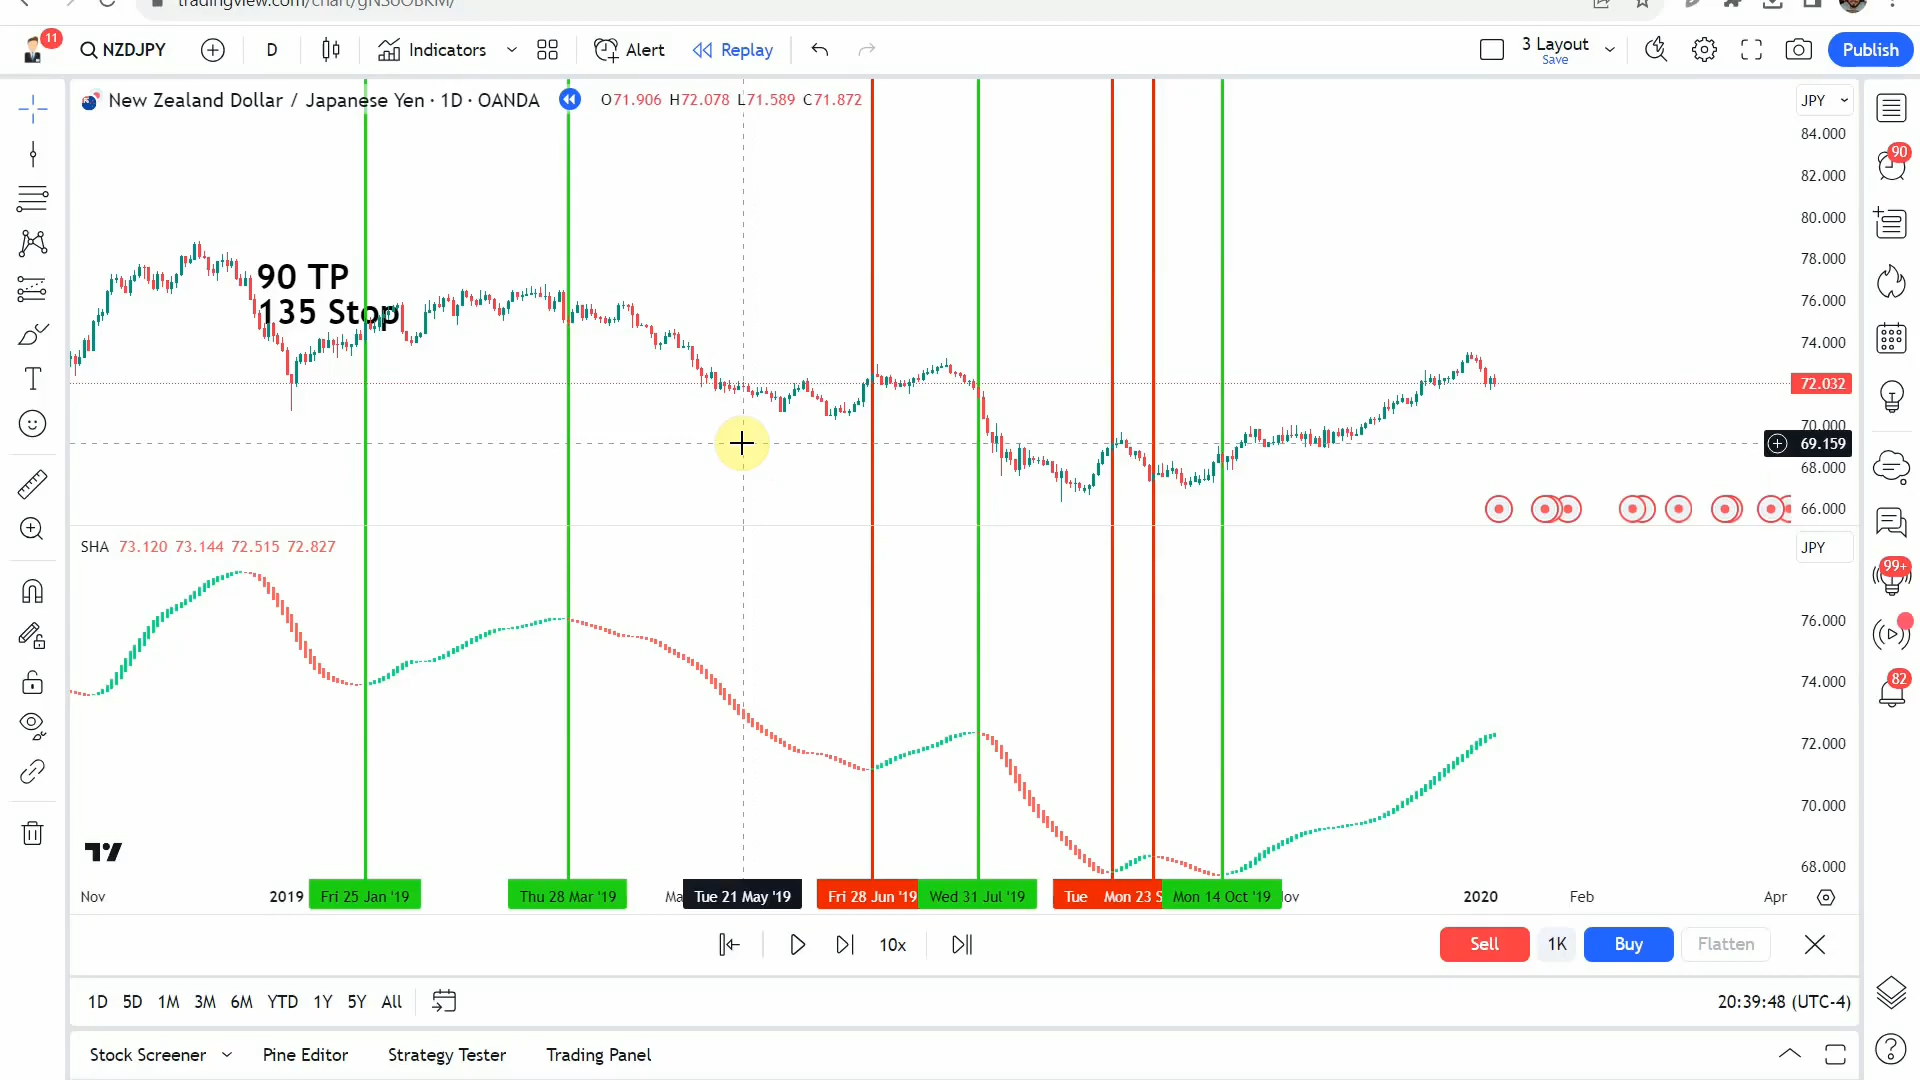 tradingview.com/chart/
11
NZDJPY
D
Indicators
Alert
Replay
3 Layout
Save
Publish
New Zealand Dollar / Japanese Yen · 1D · OANDA
O71.906 H72.078 L71.589 C71.872
JPY
84.000
82.000
80.000
78.000
76.000
74.000
72.032
70.000
69.159
68.000
66.000
90 TP
135 Stop
90
99+
82
SHA 73.120 73.144 72.515 72.827
JPY
76.000
74.000
72.000
70.000
68.000
Nov
2019
Fri 25 Jan '19
Thu 28 Mar '19
Ma
Tue 21 May '19
Fri 28 Jun '19
Wed 31 Jul '19
Tue
Mon 23 S
Mon 14 Oct '19
ov
2020
Feb
Apr
10x
Sell
1K
Buy
Flatten
1D 5D 1M 3M 6M YTD 1Y 5Y All
20:39:48 (UTC-4)
Stock Screener
Pine Editor
Strategy Tester
Trading Panel